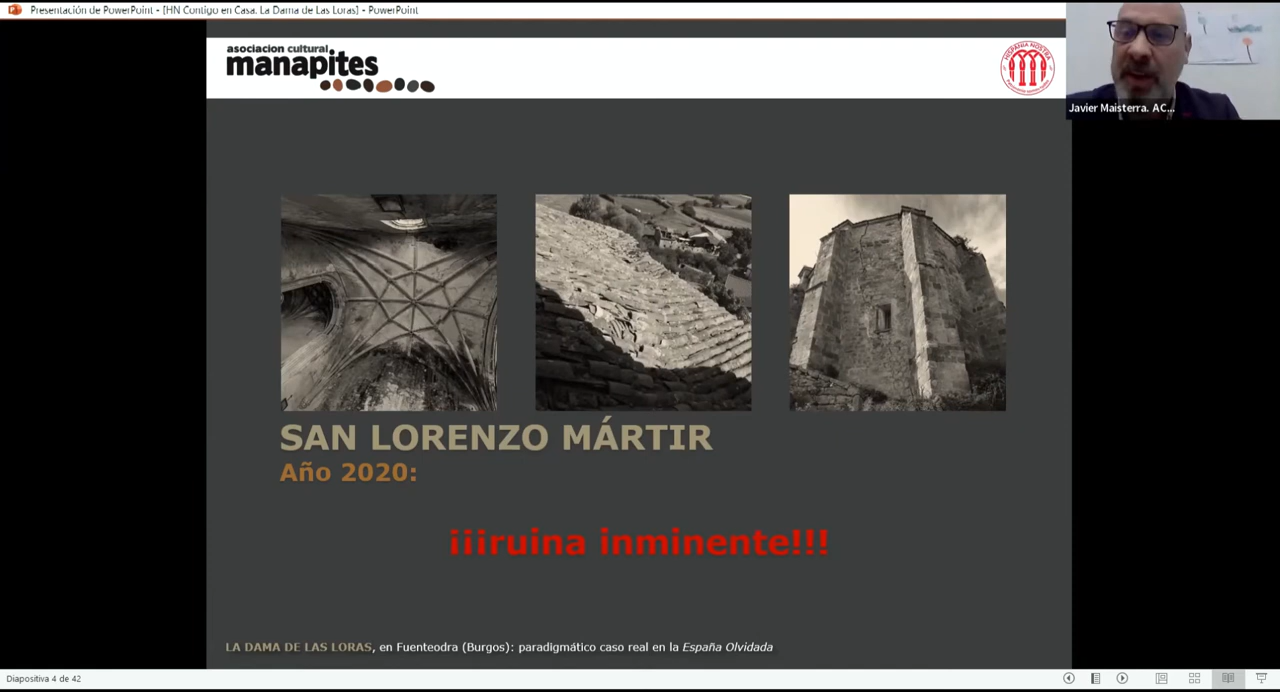 Presentación de PowerPoint - [HN Contigo en Casa. La Dama de Las Loras] - PowerPoint
asociacion cultural
manapites
HISPANIA NOSTRA
Javier Maisterra. AC...
SAN LORENZO MÁRTIR
Año 2020:
¡¡¡ruina inminente!!!
LA DAMA DE LAS LORAS, en Fuenteodra (Burgos): paradigmático caso real en la España Olvidada
Diapositiva 4 de 42